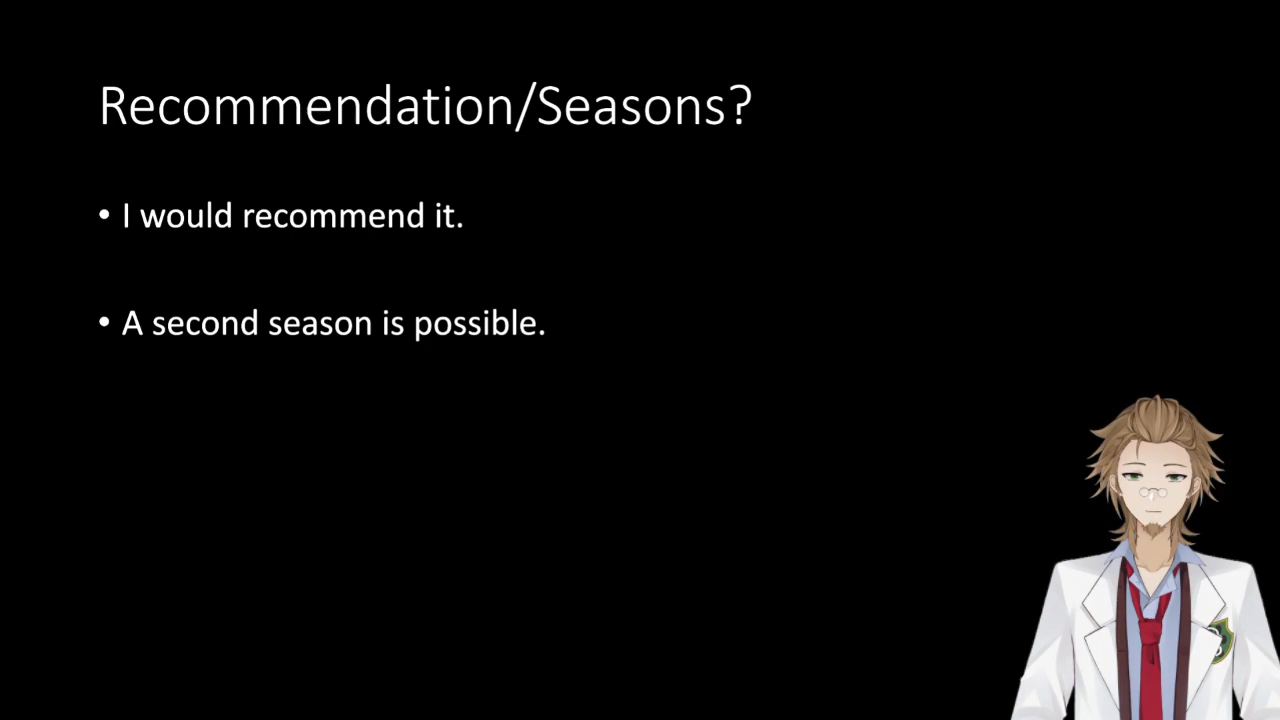 Recommendation/Seasons?
• I would recommend it.
• A second season is possible.